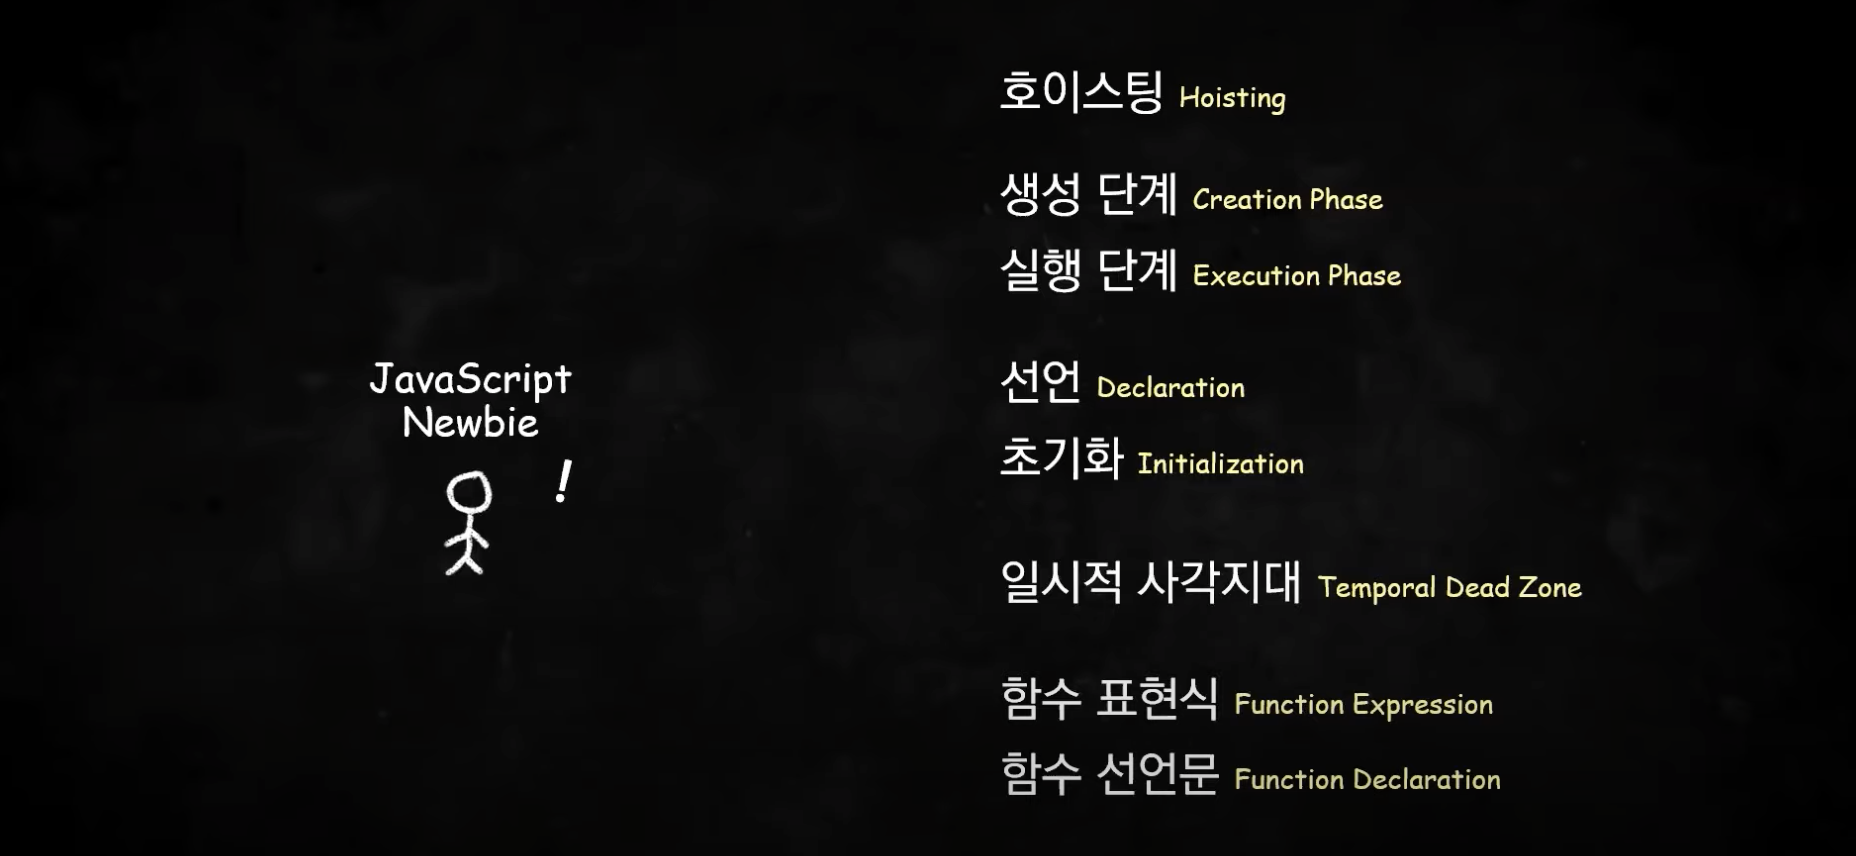 JavaScript
Newbie
!
호이스팅 Hoisting
생성 단계 Creation Phase
실행 단계 Execution Phase
선언 Declaration
초기화 Initialization
일시적 사각지대 Temporal Dead Zone
함수 표현식 Function Expression
함수 선언문 Function Declaration